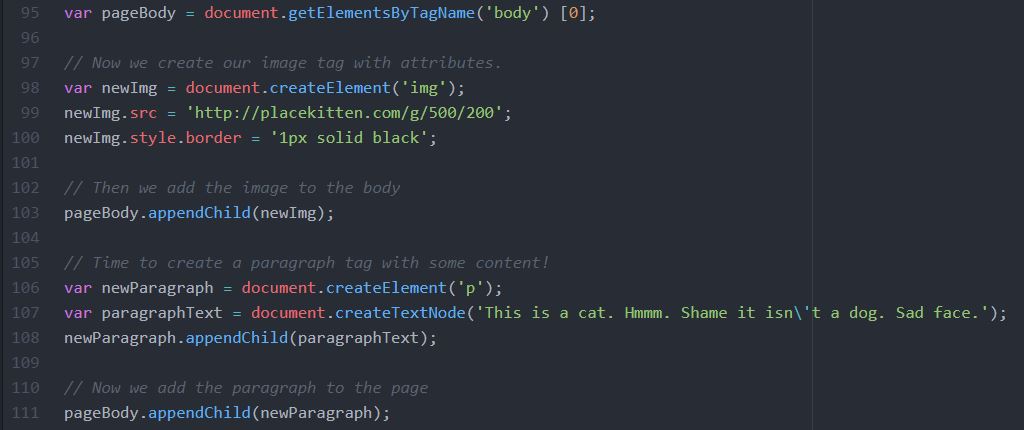 95 var pageBody = document.getElementsByTagName('body') [0];
96
97 // Now we create our image tag with attributes.
98 var newImg = document.createElement('img');
99 newImg.src = 'http://placekitten.com/g/500/200';
100 newImg.style.border = '1px solid black';
101
102 // Then we add the image to the body
103 pageBody.appendChild(newImg);
104
105 // Time to create a paragraph tag with some content!
106 var newParagraph = document.createElement('p');
107 var paragraphText = document.createTextNode('This is a cat. Hmmm. Shame it isn\'t a dog. Sad face.');
108 newParagraph.appendChild(paragraphText);
109
110 // Now we add the paragraph to the page
111 pageBody.appendChild(newParagraph);